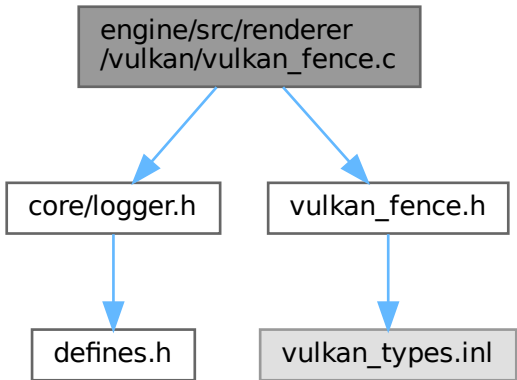 engine/src/renderer
/vulkan/vulkan_fence.c
core/logger.h
vulkan_fence.h
defines.h
vulkan_types.inl